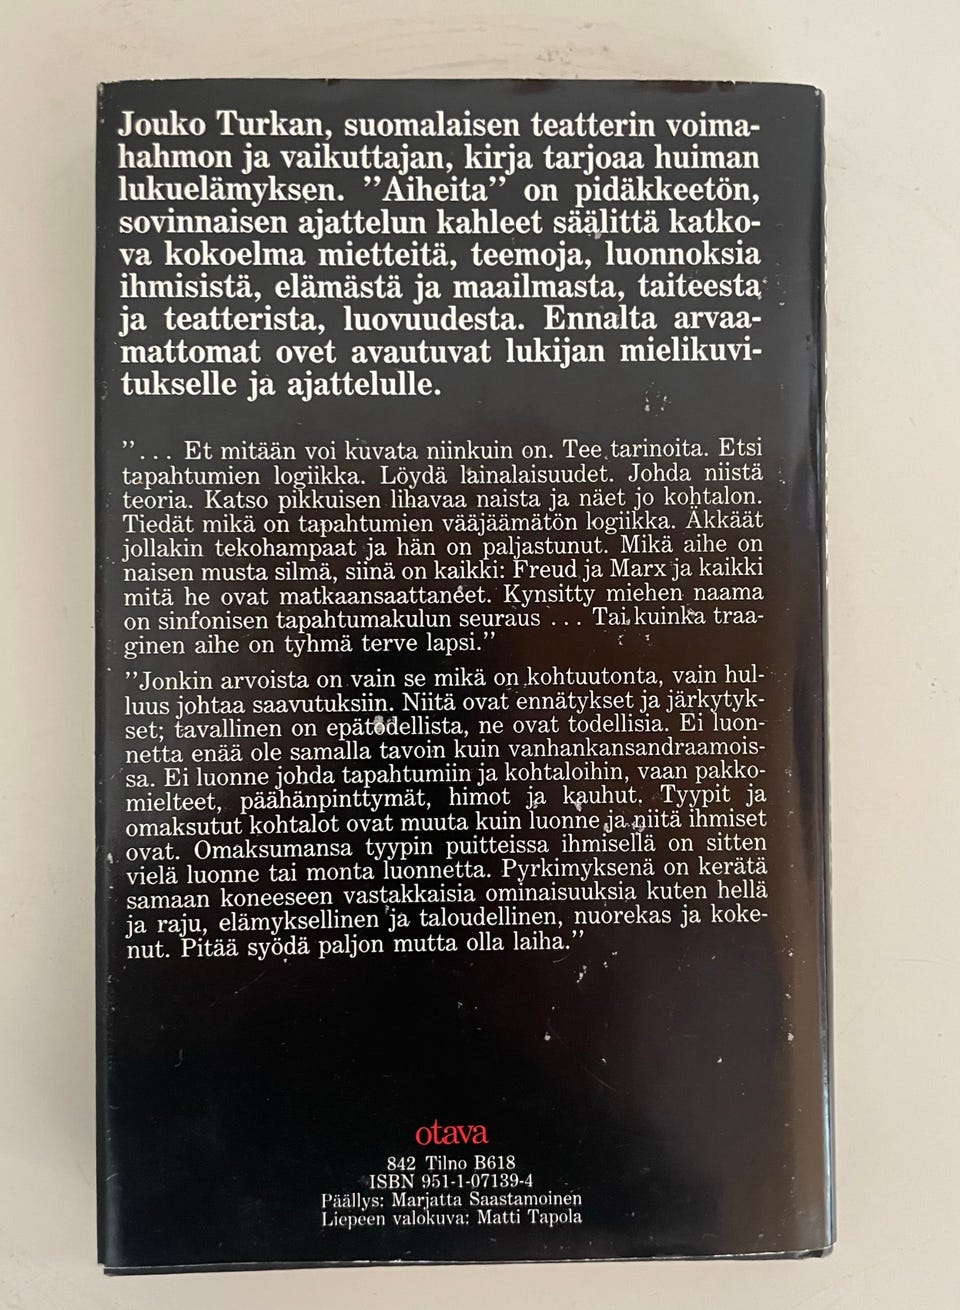 Jouko Turkan, suomalaisen teatterin voima-
hahmon ja vaikuttajan, kirja tarjoaa huiman
lukuelämyksen. ”Aiheita” on pidäkkeetön,
sovinnaisen ajattelun kahleet säälittä katko-
va kokoelma mietteitä, teemoja, luonnoksia
ihmisistä, elämästä ja maailmasta, taiteesta
ja teatterista, luovuudesta. Ennalta arvaa-
mattomat ovet avautuvat lukijan mielikuvi-
tukselle ja ajattelulle.
”... Et mitään voi kuvata niinkuin on. Tee tarinoita. Etsi
tapahtumien logiikka. Löydä lainalaisuudet. Johda niistä
teoria. Katso pikkuisen lihavaa naista ja näet jo kohtalon.
Tiedät mikä on tapahtumien vääjäämätön logiikka. Äkkäät
jollakin tekohampaat ja hän on paljastunut. Mikä aihe on
naisen musta silmä, siinä on kaikki: Freud ja Marx ja kaikki
mitä he ovat matkaansaattaneet. Kynsitty miehen naama
on sinfonisen tapahtumakulun seuraus ... Tai kuinka traa-
ginen aihe on tyhmä terve lapsi.”
”Jonkin arvoista on vain se mikä on kohtuutonta, vain hul-
luus johtaa saavutuksiin. Niitä ovat ennätykset ja järkytyk-
set; tavallinen on epätodellista, ne ovat todellisia. Ei luon-
netta enää ole samalla tavoin kuin vanhankansandraamois-
sa. Ei luonne johda tapahtumiin ja kohtaloihin, vaan pakko-
mielteet, päähänpinttymät, himot ja kauhut. Tyypit ja
omaksutut kohtalot ovat muuta kuin luonne ja niitä ihmiset
ovat. Omaksumansa tyypin puitteissa ihmisellä on sitten
vielä luonne tai monta luonnetta. Pyrkimyksenä on kerätä
samaan koneeseen vastakkaisia ominaisuuksia kuten hellä
ja raju, elämyksellinen ja taloudellinen, nuorekas ja koke-
nut. Pitää syödä paljon mutta olla laiha.”
otava
842 Tilno B618
ISBN 951-1-07139-4
Päällys: Marjatta Saastamoinen
Liepeen valokuva: Matti Tapola